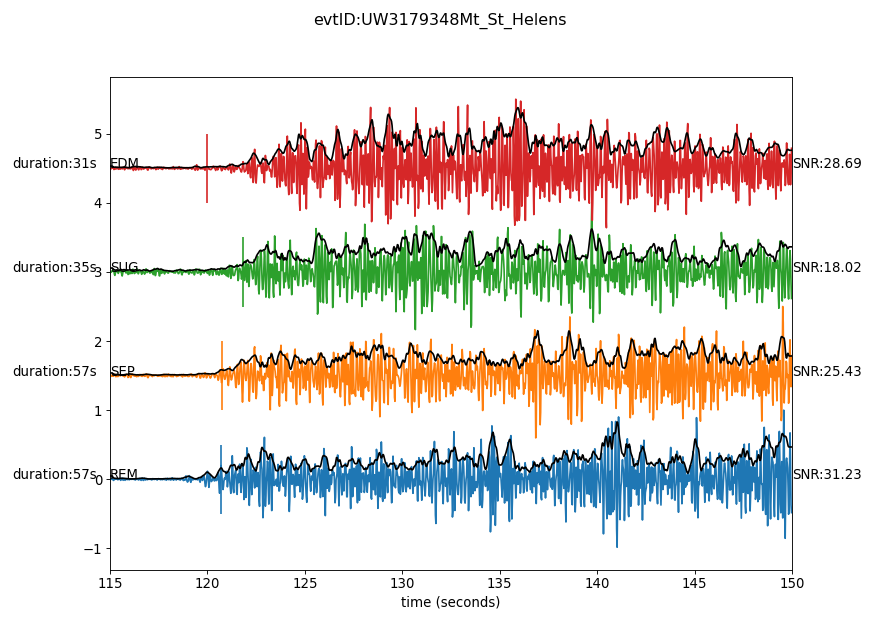 evtID:UW3179348Mt_St_Helens
5
duration:31s EDM SNR:28.69
4
duration:35s SUG SNR:18.02
3
2
duration:57s SEP SNR:25.43
1
duration:57s REM SNR:31.23
0
−1
115 120 125 130 135 140 145 150
time (seconds)